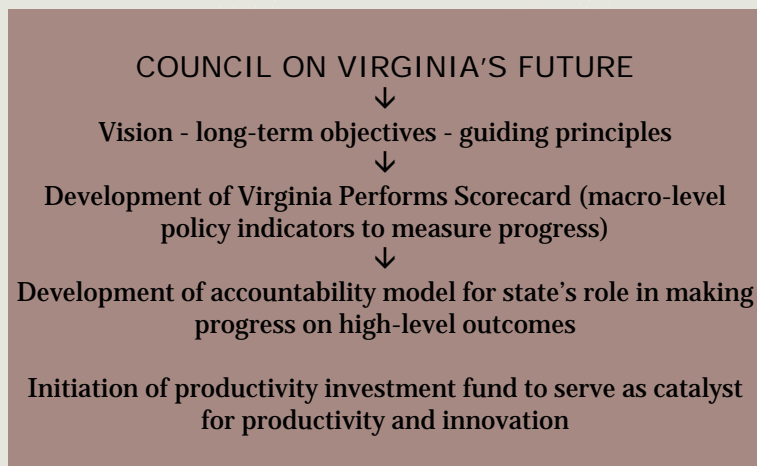 COUNCIL ON VIRGINIA'S FUTURE
↓
Vision - long-term objectives - guiding principles
↓
Development of Virginia Performs Scorecard (macro-level
policy indicators to measure progress)
↓
Development of accountability model for state's role in making
progress on high-level outcomes
Initiation of productivity investment fund to serve as catalyst
for productivity and innovation